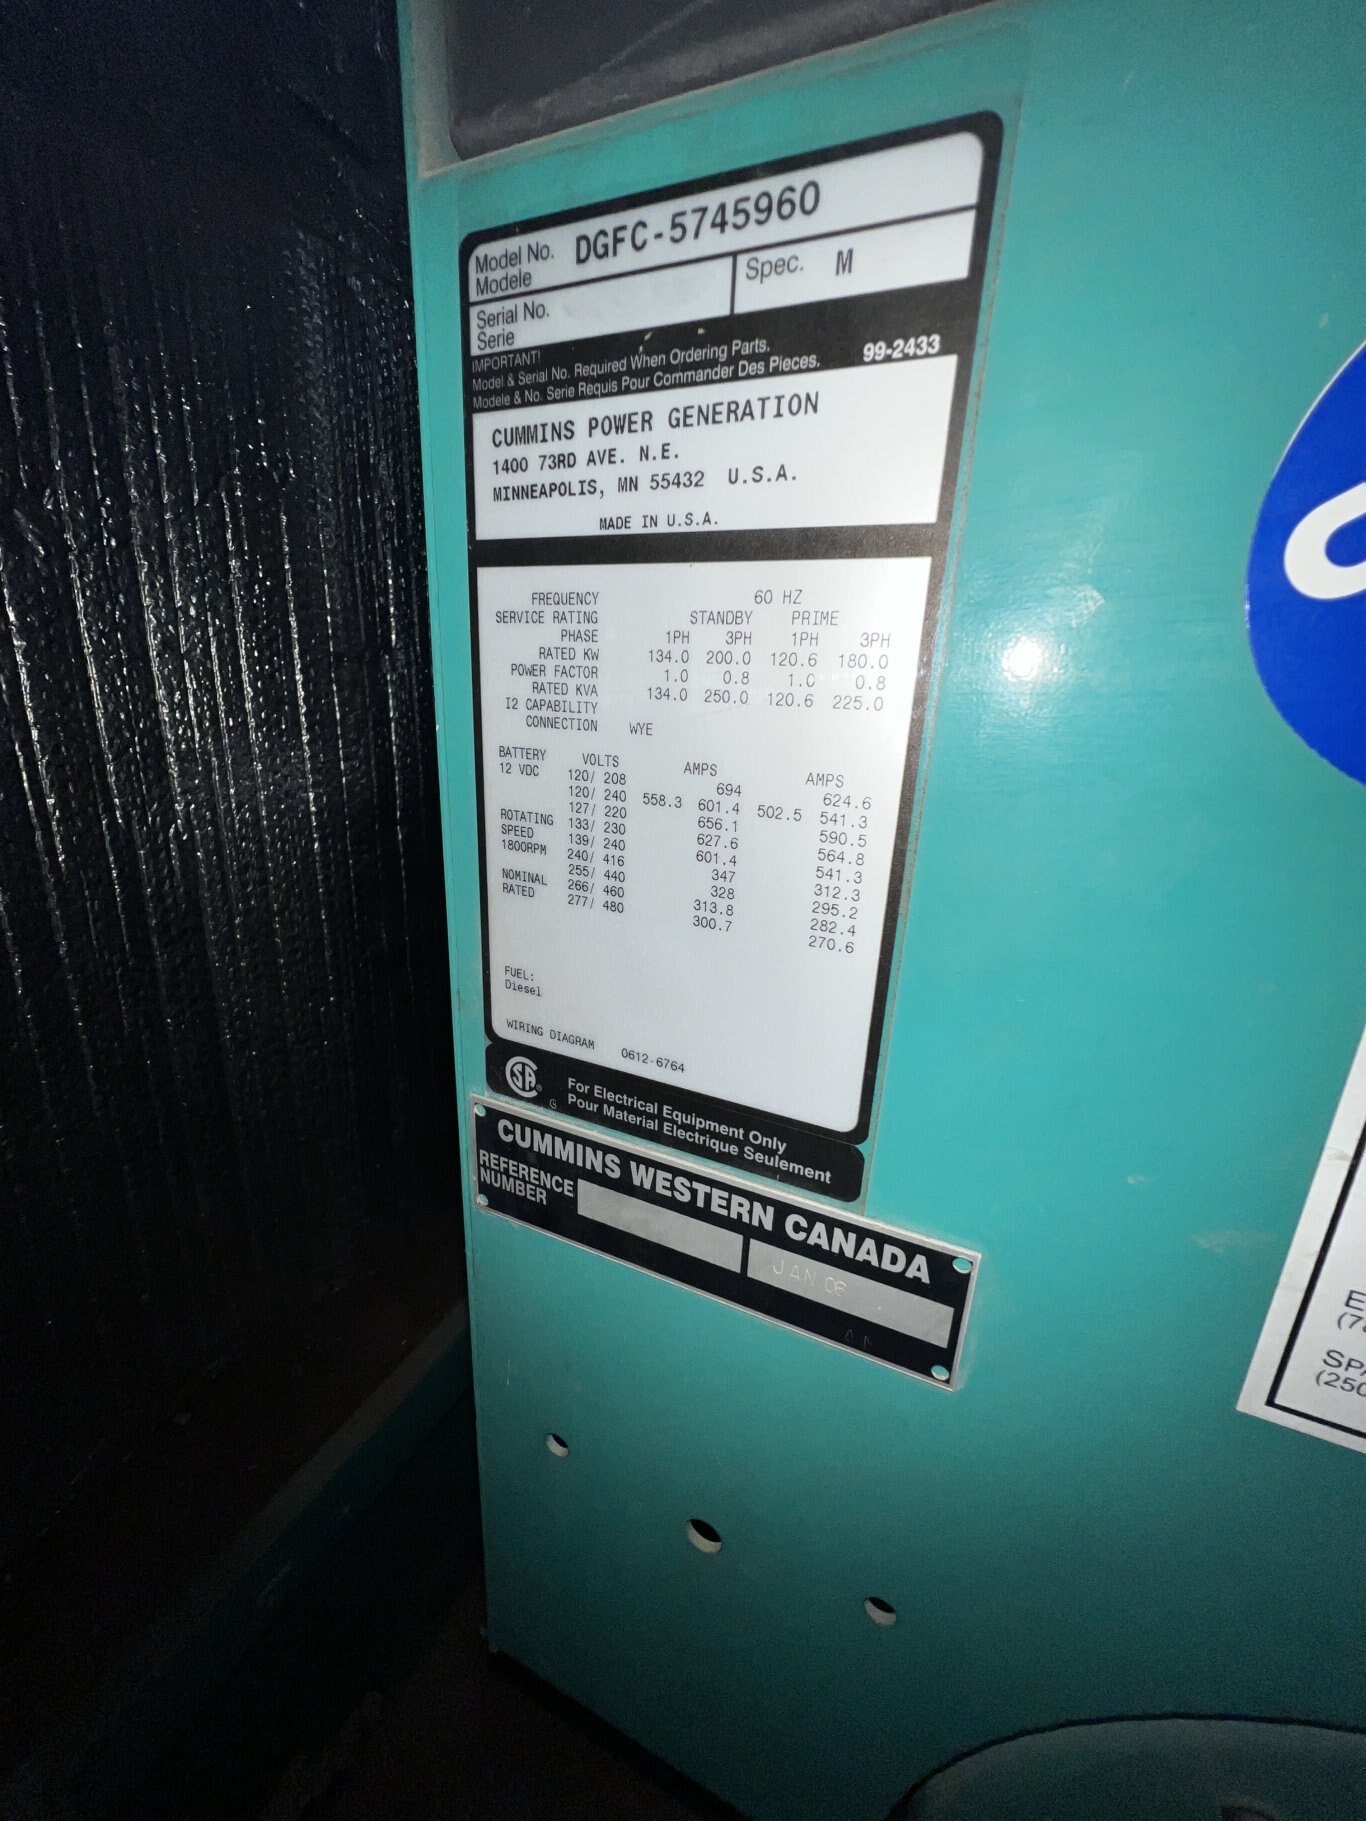 Model No. DGFC-5745960
Modele
Serial No.
Serie
Spec. M
IMPORTANT!
Model & Serial No. Required When Ordering Parts.
Modele & No. Serie Requis Pour Commander Des Pieces.
99-2433
CUMMINS POWER GENERATION
1400 73RD AVE. N.E.
MINNEAPOLIS, MN 55432 U.S.A.
MADE IN U.S.A.
FREQUENCY 60 HZ
SERVICE RATING STANDBY PRIME
PHASE 1PH 3PH 1PH 3PH
RATED KW 134.0 200.0 120.6 180.0
POWER FACTOR 1.0 0.8 1.0 0.8
RATED KVA 134.0 250.0 120.6 225.0
I2 CAPABILITY
CONNECTION WYE
BATTERY VOLTS AMPS AMPS
12 VDC 120/ 208 694 624.6
120/ 240 558.3 601.4 502.5 541.3
127/ 220 656.1 590.5
ROTATING 133/ 230 627.6 564.8
SPEED 139/ 240 601.4 541.3
1800RPM 240/ 416 347 312.3
255/ 440 328 295.2
NOMINAL 266/ 460 313.8 282.4
RATED 277/ 480 300.7 270.6
FUEL:
Diesel
WIRING DIAGRAM 0612-6764
For Electrical Equipment Only
Pour Material Electrique Seulement
CUMMINS WESTERN CANADA
REFERENCE
NUMBER
JAN 06